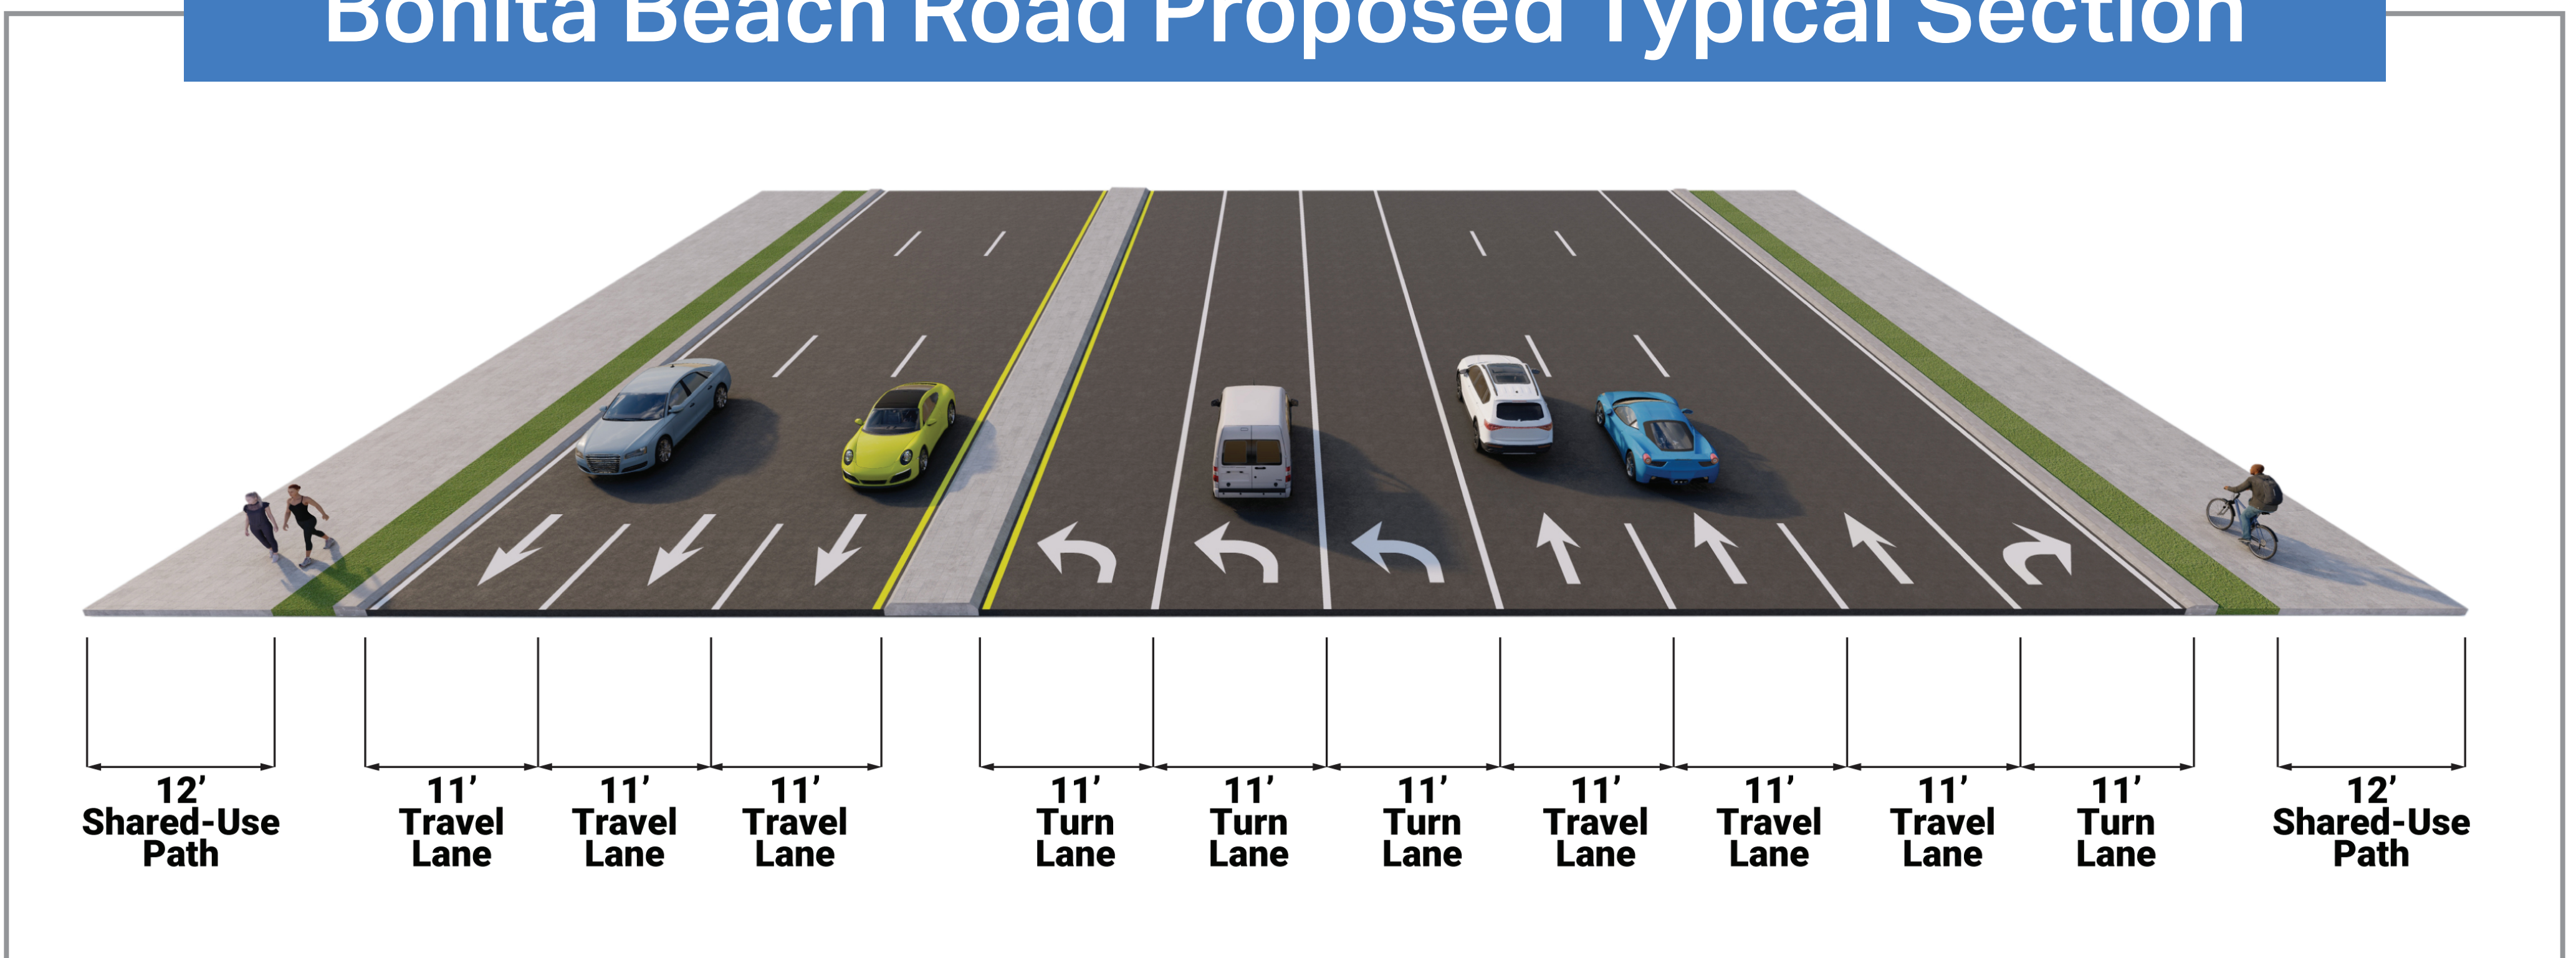 Bonita Beach Road Proposed Typical Section
12’
Shared-Use
Path
11’
Travel
Lane
11’
Travel
Lane
11’
Travel
Lane
11’
Turn
Lane
11’
Turn
Lane
11’
Turn
Lane
11’
Travel
Lane
11’
Travel
Lane
11’
Travel
Lane
11’
Turn
Lane
12’
Shared-Use
Path